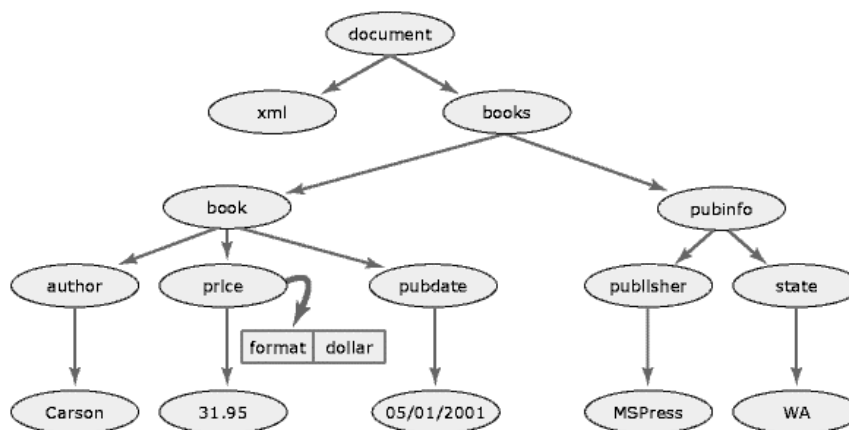 document
xml
books
book
pubinfo
author
price
pubdate
publisher
state
format
dollar
Carson
31.95
05/01/2001
MSPress
WA